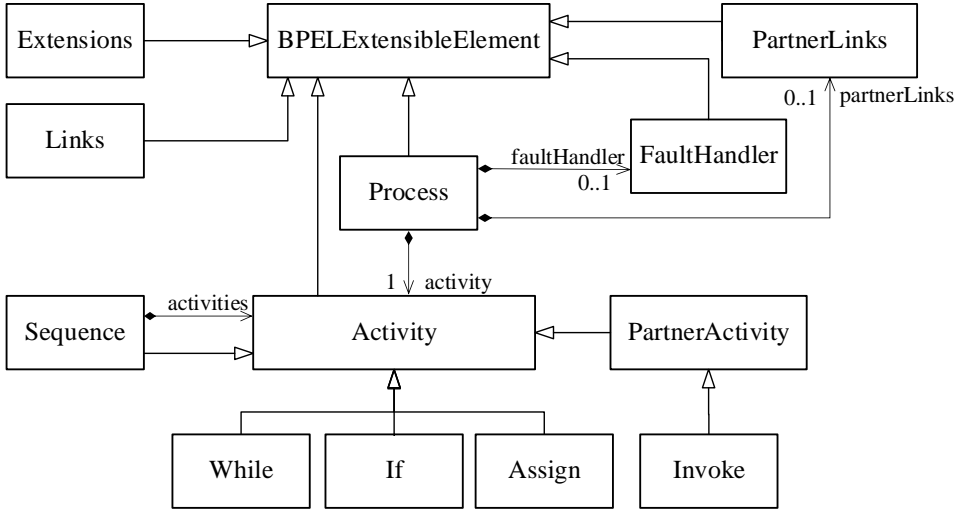 Extensions
BPELExtensibleElement
PartnerLinks
0..1
partnerLinks
Links
faultHandler
0..1
FaultHandler
Process
1
activity
Sequence
activities
Activity
PartnerActivity
While
If
Assign
Invoke